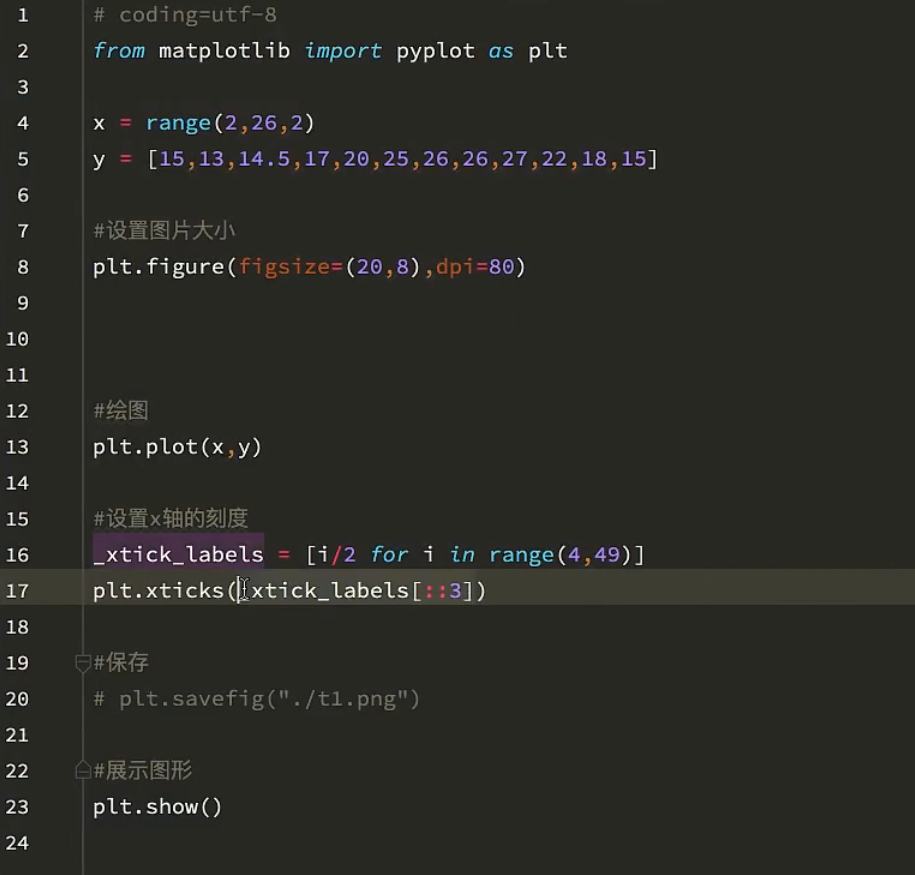 1 # coding=utf-8
2 from matplotlib import pyplot as plt
3
4 x = range(2,26,2)
5 y = [15,13,14.5,17,20,25,26,26,27,22,18,15]
6
7 #设置图片大小
8 plt.figure(figsize=(20,8),dpi=80)
9
10
11
12 #绘图
13 plt.plot(x,y)
14
15 #设置x轴的刻度
16 _xtick_labels = [i/2 for i in range(4,49)]
17 plt.xticks(_xtick_labels[::3])
18
19 #保存
20 # plt.savefig("./t1.png")
21
22 #展示图形
23 plt.show()
24